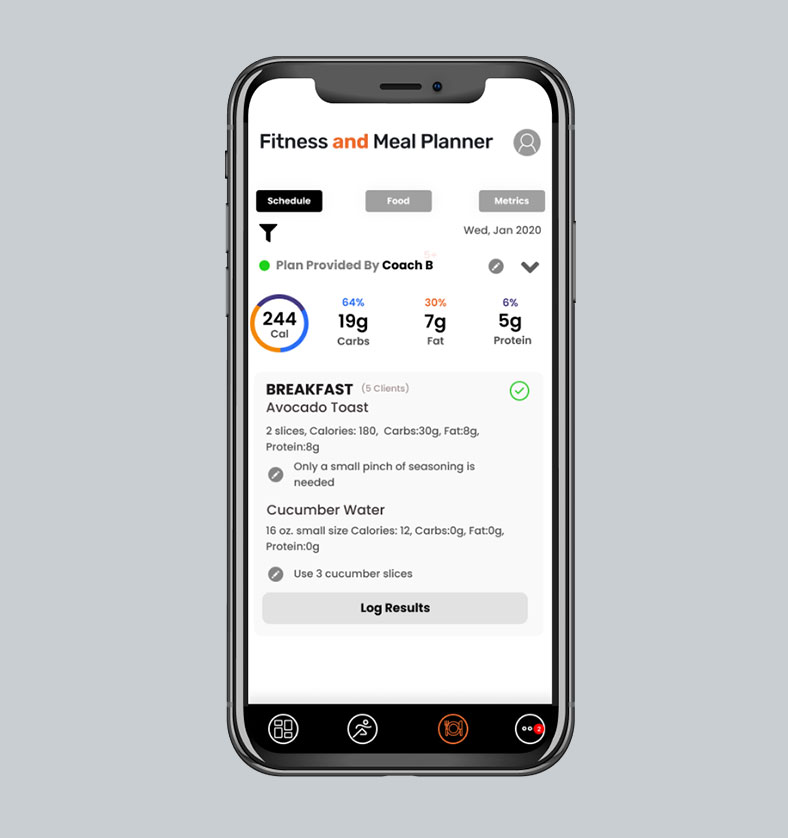 Fitness and Meal Planner
Schedule
Food
Metrics
Wed, Jan 2020
Plan Provided By Coach B
244
Cal
64%
19g
Carbs
30%
7g
Fat
6%
5g
Protein
BREAKFAST (5 Clients)
Avocado Toast
2 slices, Calories: 180, Carbs:30g, Fat:8g,
Protein:8g
Only a small pinch of seasoning is
needed
Cucumber Water
16 oz. small size Calories: 12, Carbs:0g, Fat:0g,
Protein:0g
Use 3 cucumber slices
Log Results
2